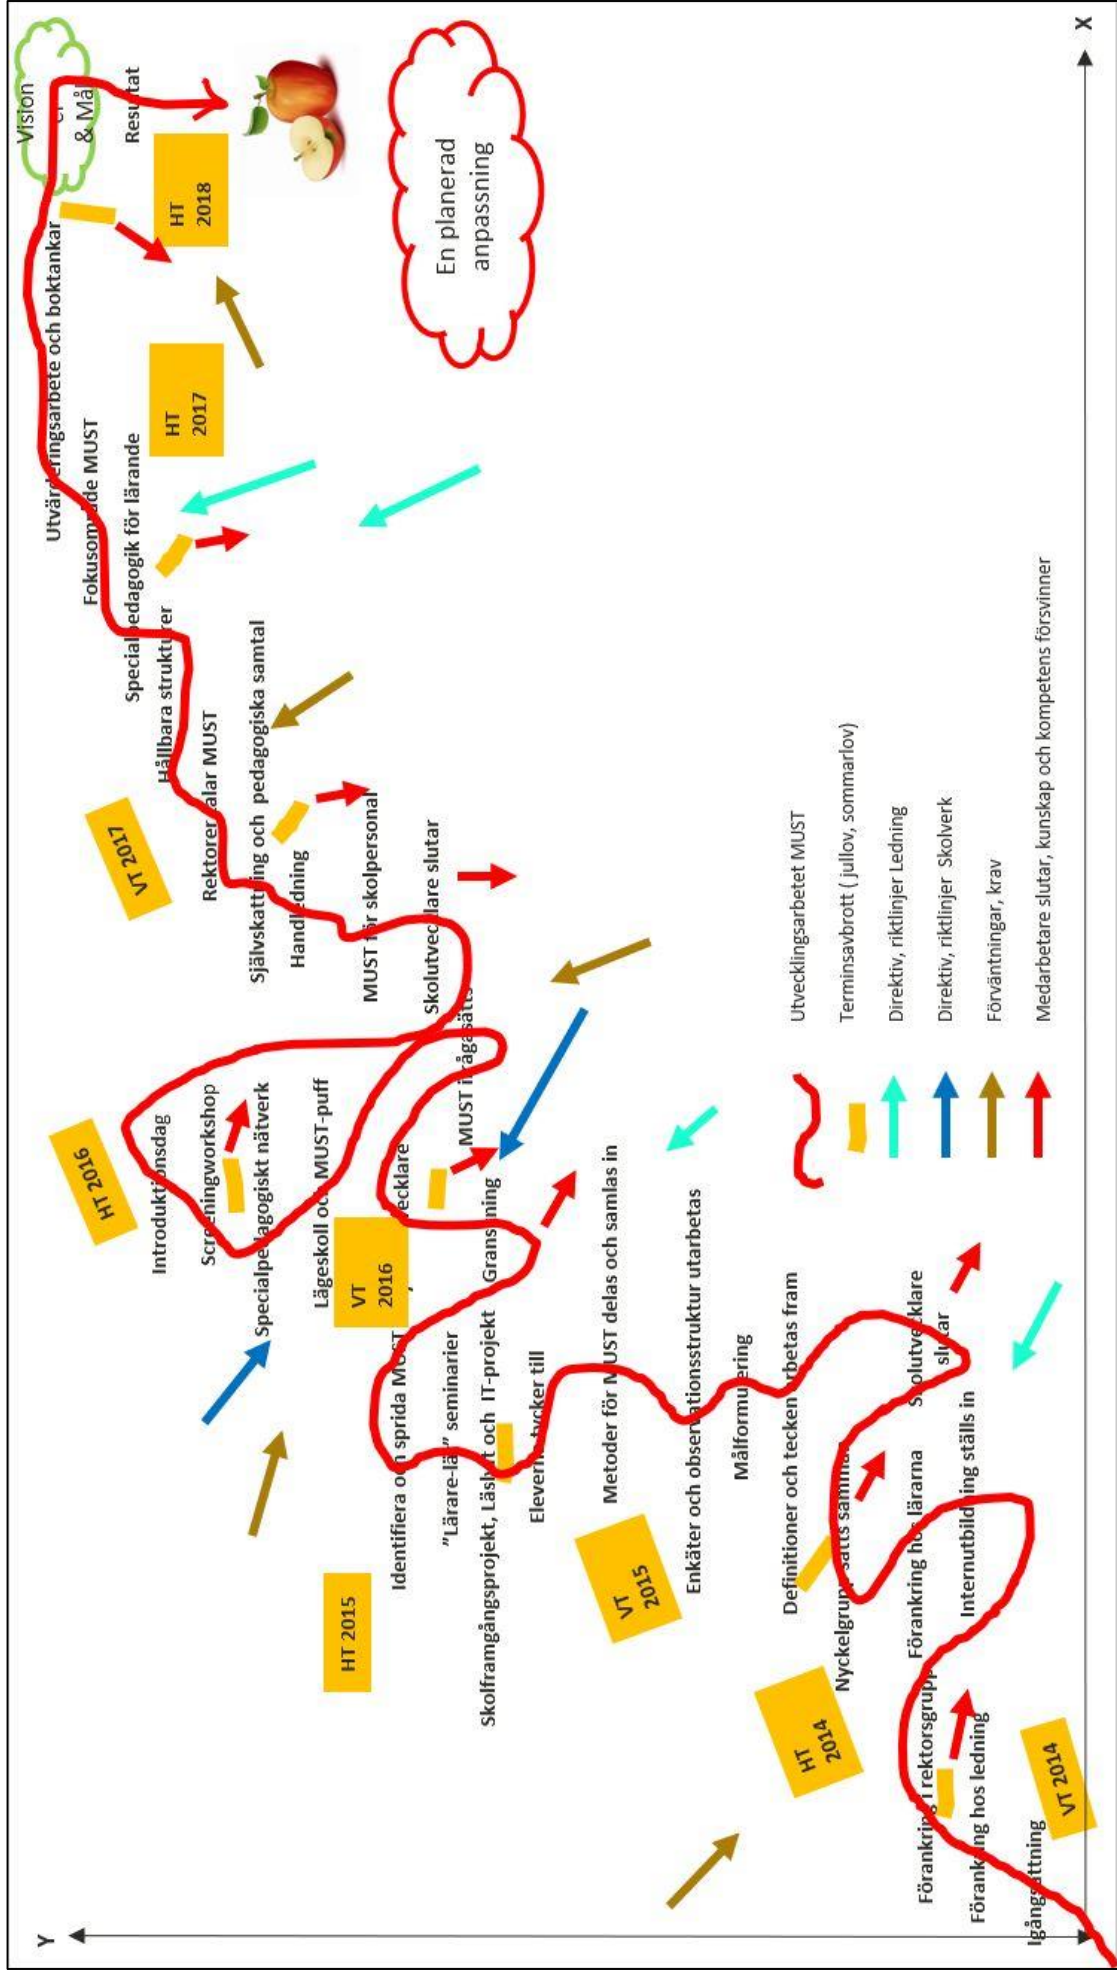 Y
Vision
er
& Mål
Resultat
HT
2018
En planerad
anpassning
Utvärderingsarbete och boktankar
HT
2017
Fokusområde MUST
Specialpedagogik för lärande
Hållbara strukturer
VT 2017
Rektorer talar MUST
Självskattning och pedagogiska samtal
Handledning
MUST för skolpersonal
Skolutvecklare slutar
MUST ifrågasätts
HT 2016
Introduktionsdag
Screeningworkshop
Specialpedagogiskt nätverk
Lägeskoll och MUST-puff
VT
2016
Granskning
HT 2015
Identifiera och sprida MUST
"Lärare-lär" seminarier
Skolframgångsprojekt, Läslyft och IT-projekt
Eleverna tycker till
VT
2015
Metoder för MUST delas och samlas in
Enkäter och observationsstruktur utarbetas
Målformulering
HT
2014
Definitioner och tecken arbetas fram
Nyckelgrupp sätts samman
Skolutvecklare
slutar
Förankring hos lärarna
Internutbildning ställs in
Förankring i rektorsgrupp
Förankring hos ledning
VT 2014
Igångsättning
Utvecklingsarbetet MUST
Terminsavbrott ( jullov, sommarlov)
Direktiv, riktlinjer Ledning
Direktiv, riktlinjer Skolverk
Förväntningar, krav
Medarbetare slutar, kunskap och kompetens försvinner
X